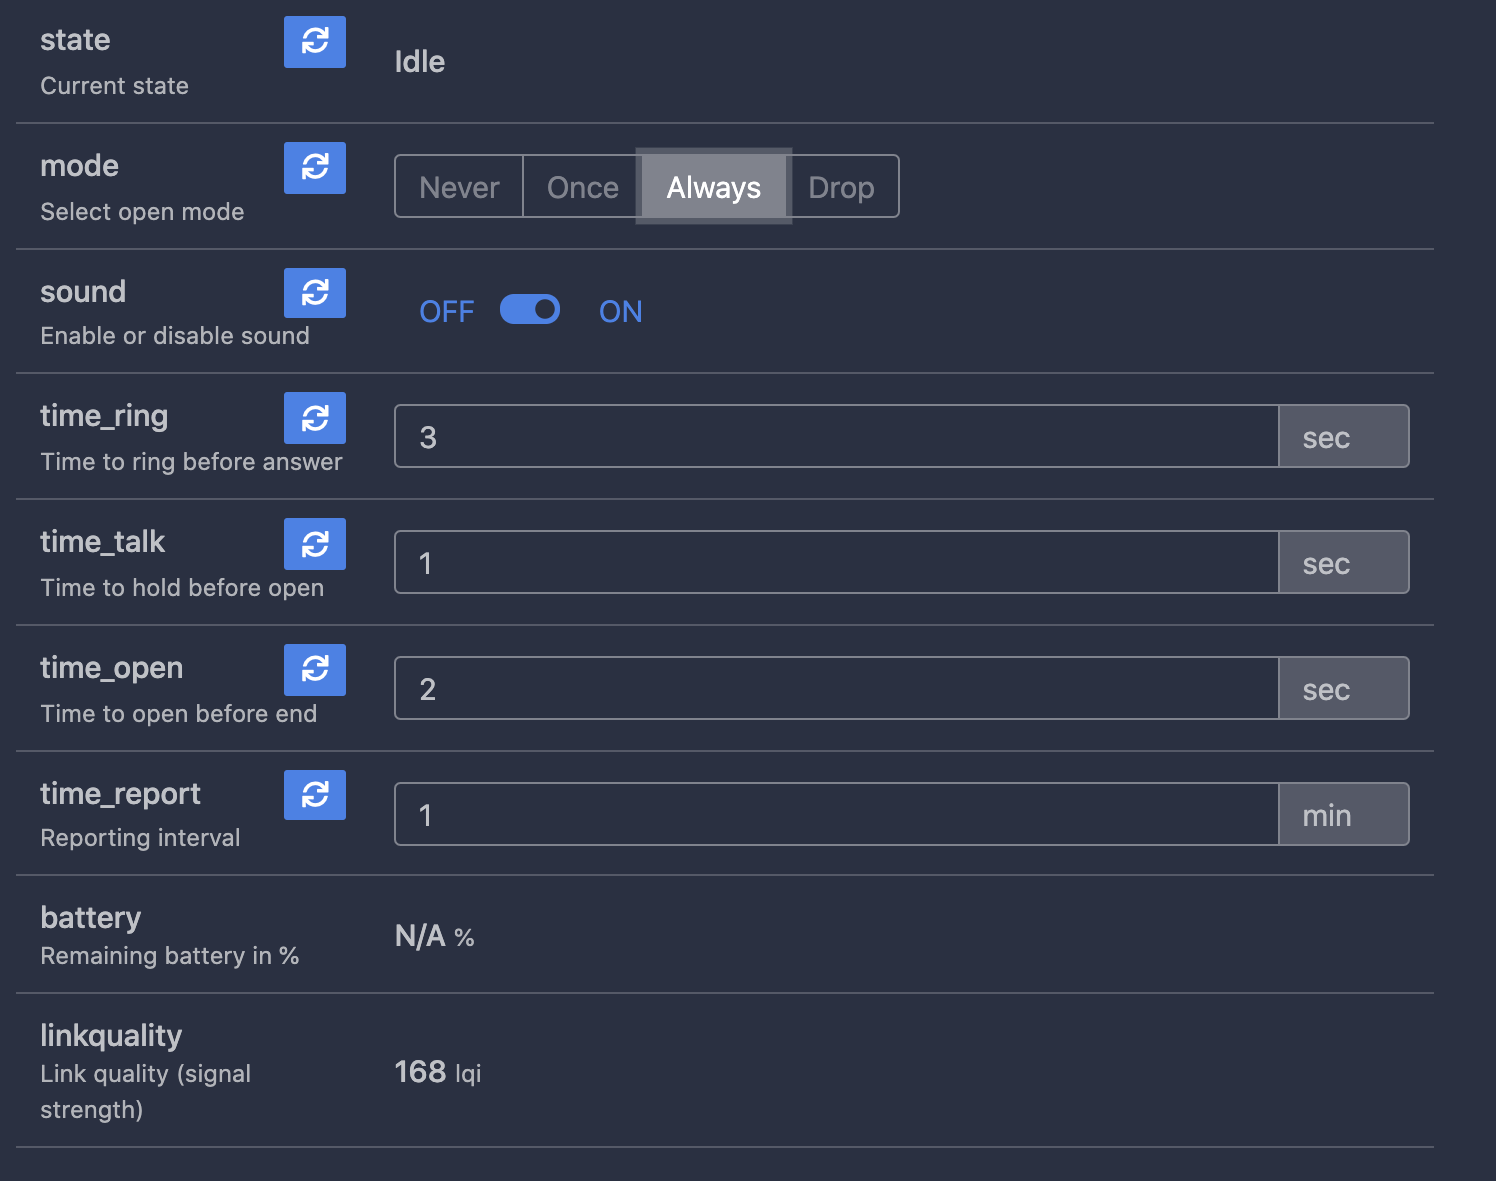 state
Current state
Idle
mode
Select open mode
Never Once Always Drop
sound
Enable or disable sound
OFF ON
time_ring
Time to ring before answer
3 sec
time_talk
Time to hold before open
1 sec
time_open
Time to open before end
2 sec
time_report
Reporting interval
1 min
battery
Remaining battery in %
N/A %
linkquality
Link quality (signal
strength)
168 lqi